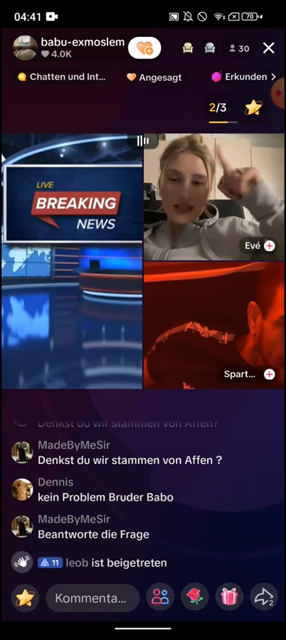 04:41
70
babu-exmoslem
4.0K
30
Chatten und Int...
Angesagt
Erkunden
2/3
LIVE
BREAKING
NEWS
Evé
Spart...
Denkst du wir stammen von Affen?
MadeByMeSir
Denkst du wir stammen von Affen ?
Dennis
kein Problem Bruder Babo
MadeByMeSir
Beantworte die Frage
11 leob ist beigetreten
Kommenta...
2